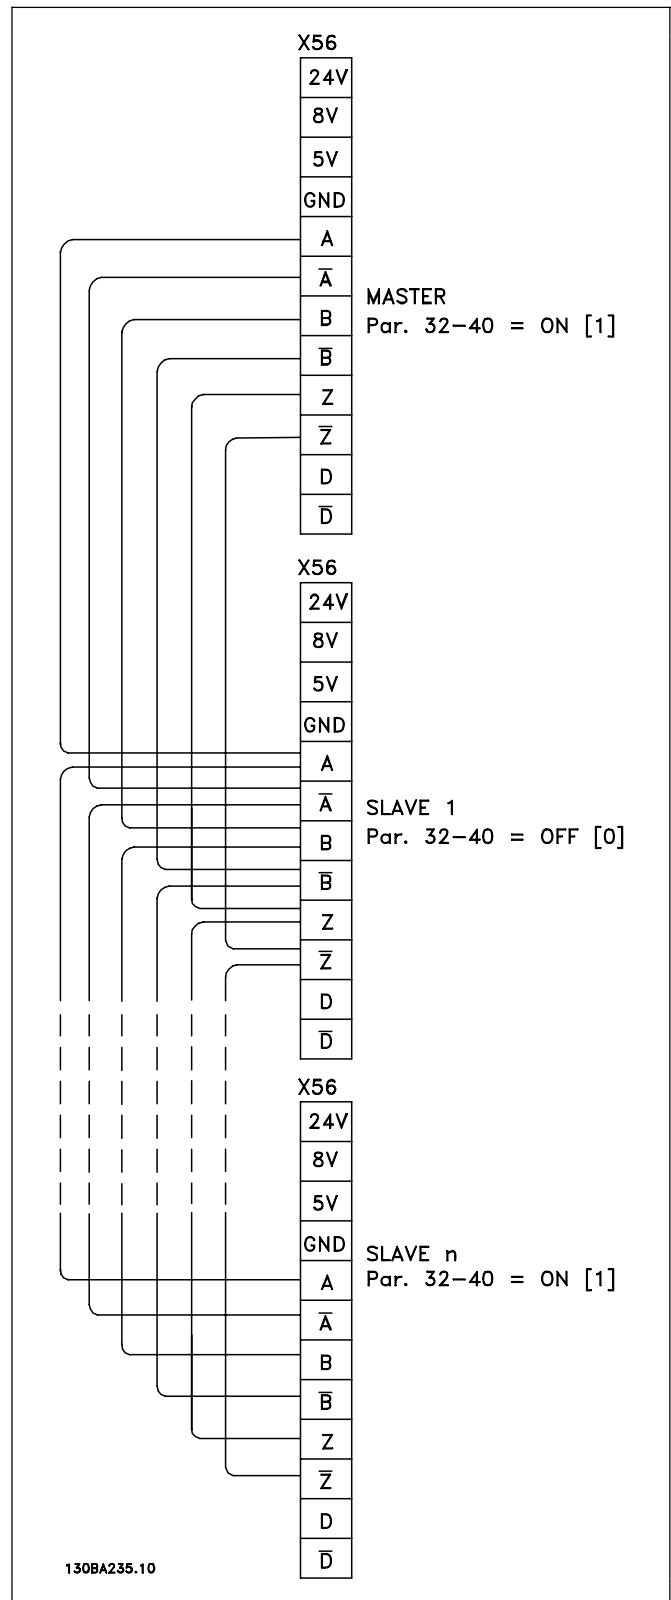 X56
24V
8V
5V
GND
A
A̅
B
B̅
Z
Z̅
D
D̅
MASTER
Par. 32-40 = ON [1]
X56
24V
8V
5V
GND
A
A̅
B
B̅
Z
Z̅
D
D̅
SLAVE 1
Par. 32-40 = OFF [0]
X56
24V
8V
5V
GND
A
A̅
B
B̅
Z
Z̅
D
D̅
SLAVE n
Par. 32-40 = ON [1]
130BA235.10